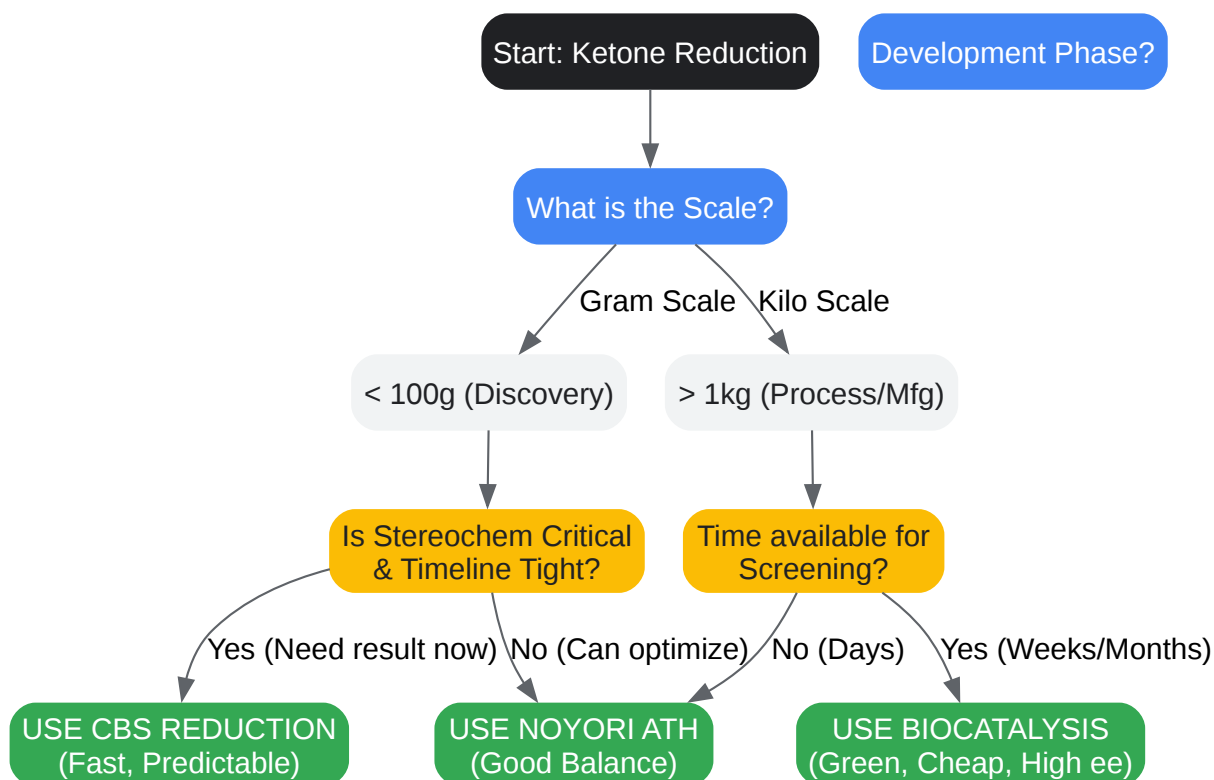 Start: Ketone Reduction
Development Phase?
What is the Scale?
Gram Scale
Kilo Scale
< 100g (Discovery)
> 1kg (Process/Mfg)
Is Stereochem Critical
& Timeline Tight?
Time available for
Screening?
Yes (Need result now)
No (Can optimize)
No (Days)
Yes (Weeks/Months)
USE CBS REDUCTION
(Fast, Predictable)
USE NOYORI ATH
(Good Balance)
USE BIOCATALYSIS
(Green, Cheap, High ee)